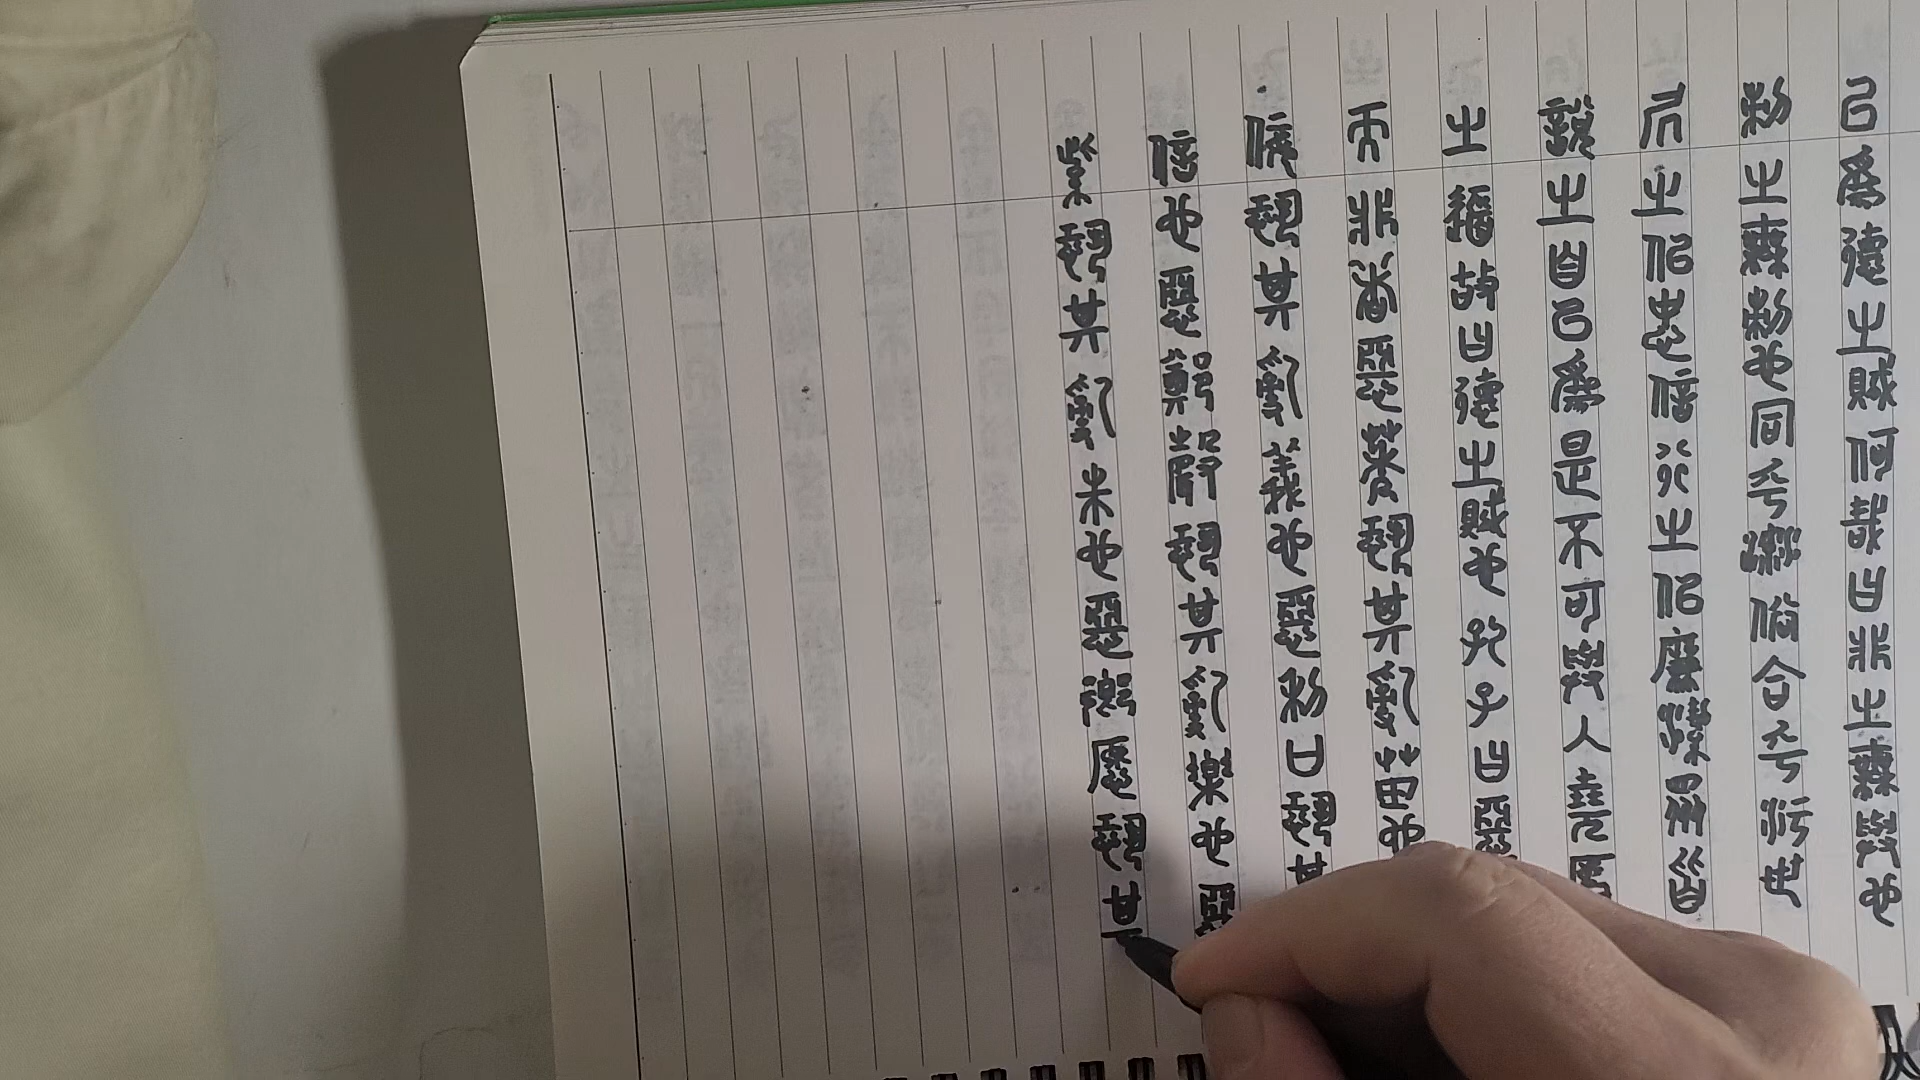 以爲德之賊何哉曰非之無舉也
刺之無刺也同乎流俗合乎汙世
居之似忠信行之似廉潔眾皆
說之自以爲是不可與入堯舜
之道故曰德之賊也孔子曰惡
而非者惡莠恐其亂苗也
佞恐其亂義也惡利口恐其
信也惡鄭聲恐其亂樂也惡
紫恐其亂朱也惡鄉原恐其